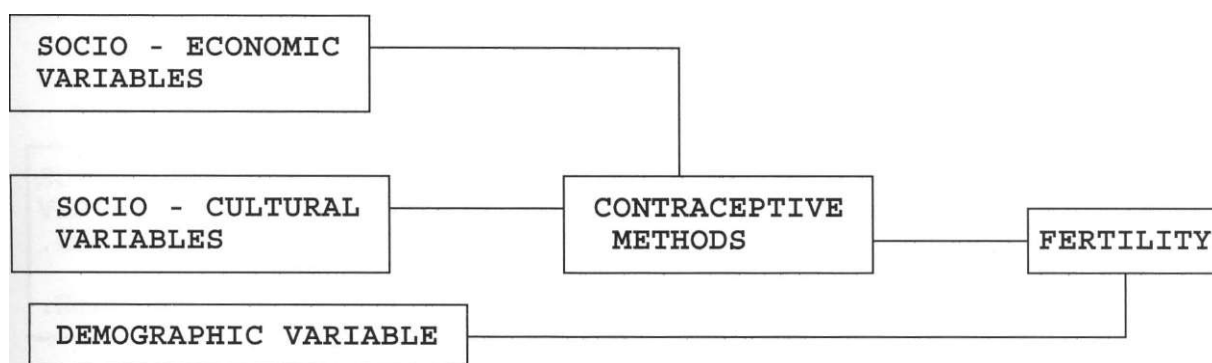 SOCIO - ECONOMIC
VARIABLES
SOCIO - CULTURAL
VARIABLES
CONTRACEPTIVE
METHODS
FERTILITY
DEMOGRAPHIC VARIABLE